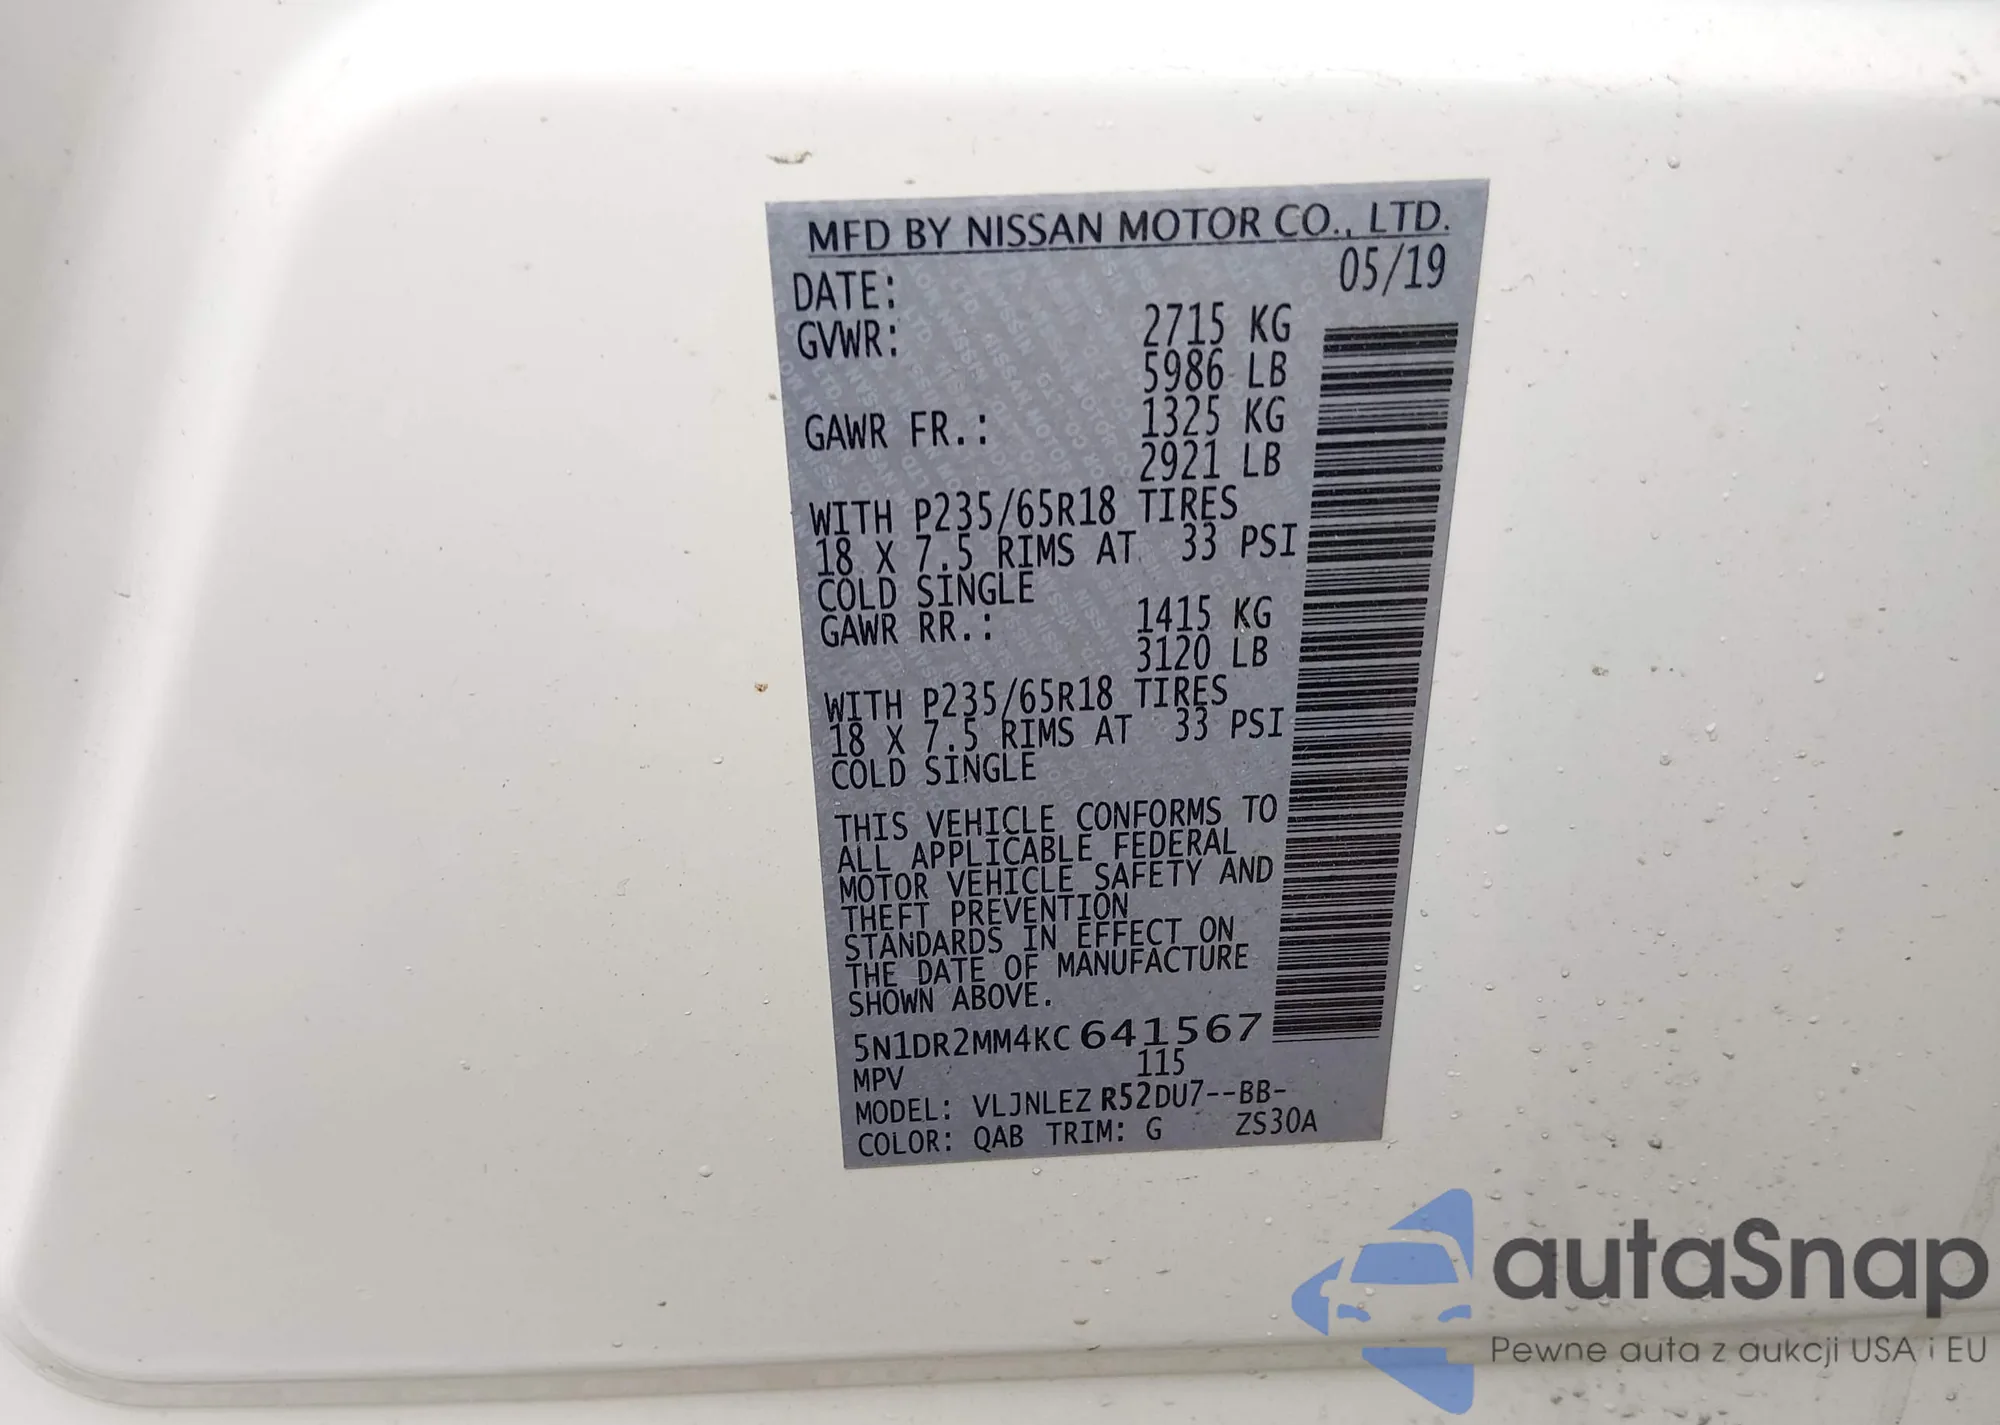 MFD BY NISSAN MOTOR CO., LTD.
DATE: 05/19
GVWR: 2715 KG
5986 LB
GAWR FR.: 1325 KG
2921 LB
WITH P235/65R18 TIRES
18 X 7.5 RIMS AT 33 PSI
COLD SINGLE
GAWR RR.: 1415 KG
3120 LB
WITH P235/65R18 TIRES
18 X 7.5 RIMS AT 33 PSI
COLD SINGLE
THIS VEHICLE CONFORMS TO
ALL APPLICABLE FEDERAL
MOTOR VEHICLE SAFETY AND
THEFT PREVENTION
STANDARDS IN EFFECT ON
THE DATE OF MANUFACTURE
SHOWN ABOVE.
5N1DR2MM4KC641567
MPV 115
MODEL: VLJNLEZ R52DU7--BB-
COLOR: QAB TRIM: G ZS30A
autaSnap
Pewne auta z aukcji USA i EU